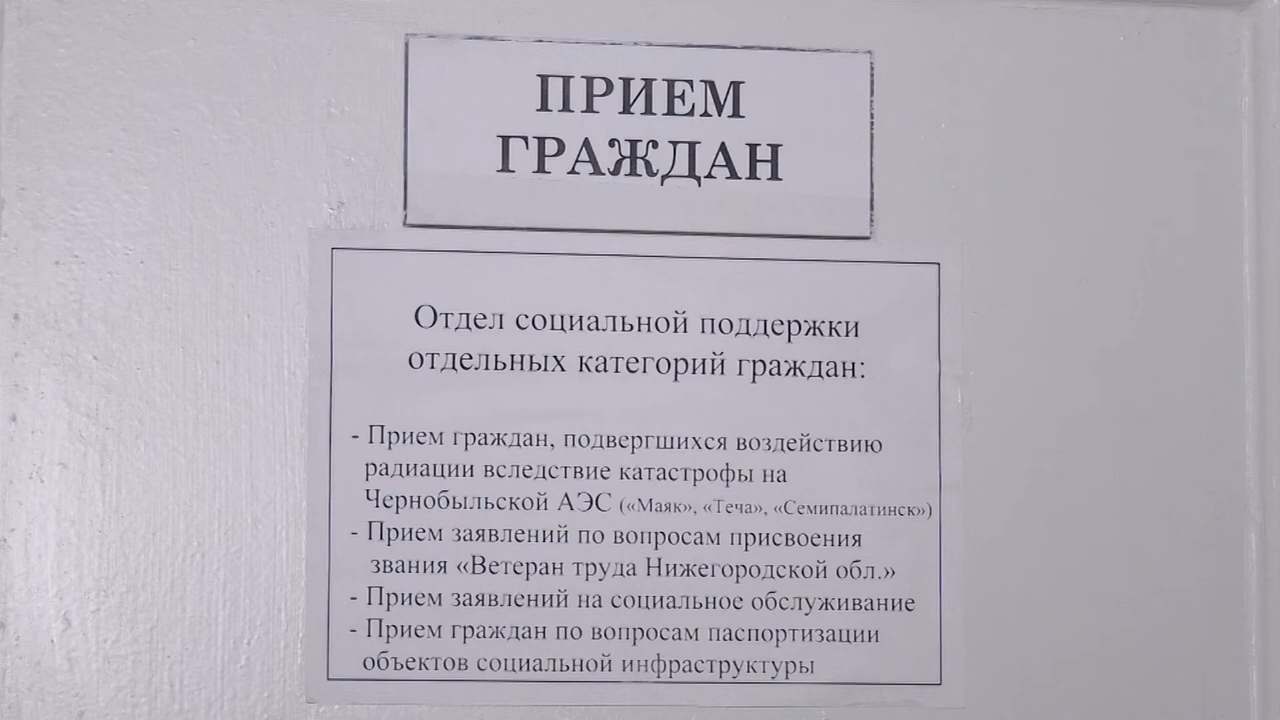 ПРИЕМ
ГРАЖДАН
Отдел социальной поддержки
отдельных категорий граждан:
- Прием граждан, подвергшихся воздействию
радиации вследствие катастрофы на
Чернобыльской АЭС («Маяк», «Теча», «Семипалатинск»)
- Прием заявлений по вопросам присвоения
звания «Ветеран труда Нижегородской обл.»
- Прием заявлений на социальное обслуживание
- Прием граждан по вопросам паспортизации
объектов социальной инфраструктуры